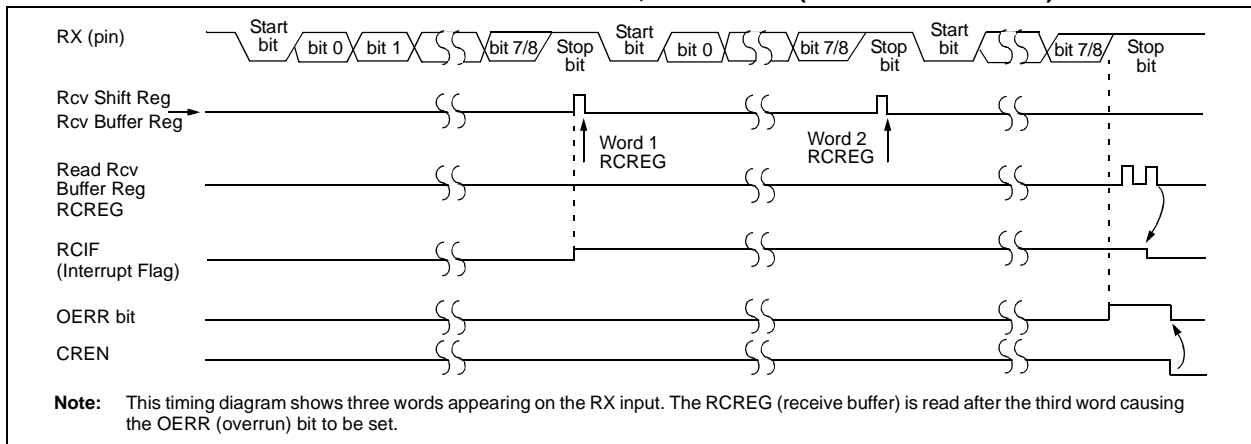 RX (pin)
Start bit
bit 0
bit 1
bit 7/8
Stop bit
Start bit
bit 0
bit 7/8
Stop bit
Start bit
bit 7/8
Stop bit
Rcv Shift Reg
Rcv Buffer Reg
Word 1
RCREG
Word 2
RCREG
Read Rcv
Buffer Reg
RCREG
RCIF
(Interrupt Flag)
OERR bit
CREN
Note: This timing diagram shows three words appearing on the RX input. The RCREG (receive buffer) is read after the third word causing
the OERR (overrun) bit to be set.